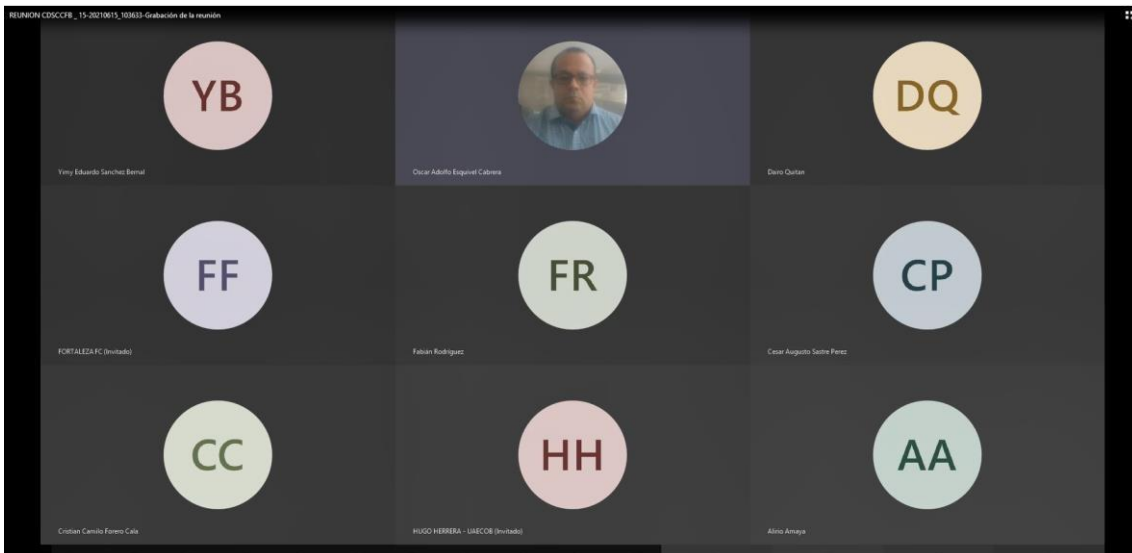 REUNION CDSCCFB _ 15-20210615_103633-Grabación de la reunión
YB
DQ
Yimy Eduardo Sanchez Bernal
Oscar Adolfo Esquivel Cabrera
Dairo Quitan
FF
FR
CP
FORTALEZA FC (Invitado)
Fabián Rodríguez
Cesar Augusto Sastre Perez
CC
HH
AA
Cristian Camilo Forero Cala
HUGO HERRERA - UAECOB (Invitado)
Alirio Amaya